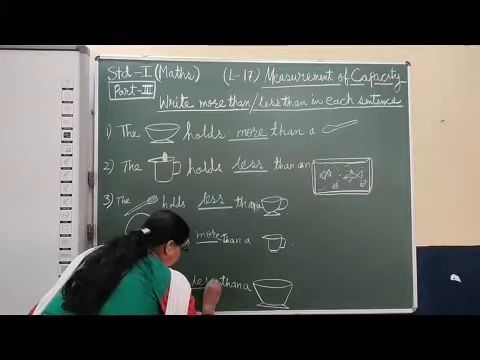 Std-I (Maths) (L-17) Measurement of Capacity
Part-III
Write more than/less than in each sentence
1) The holds more than a
2) The holds less than an
3) The holds less than a
more than a
less than a